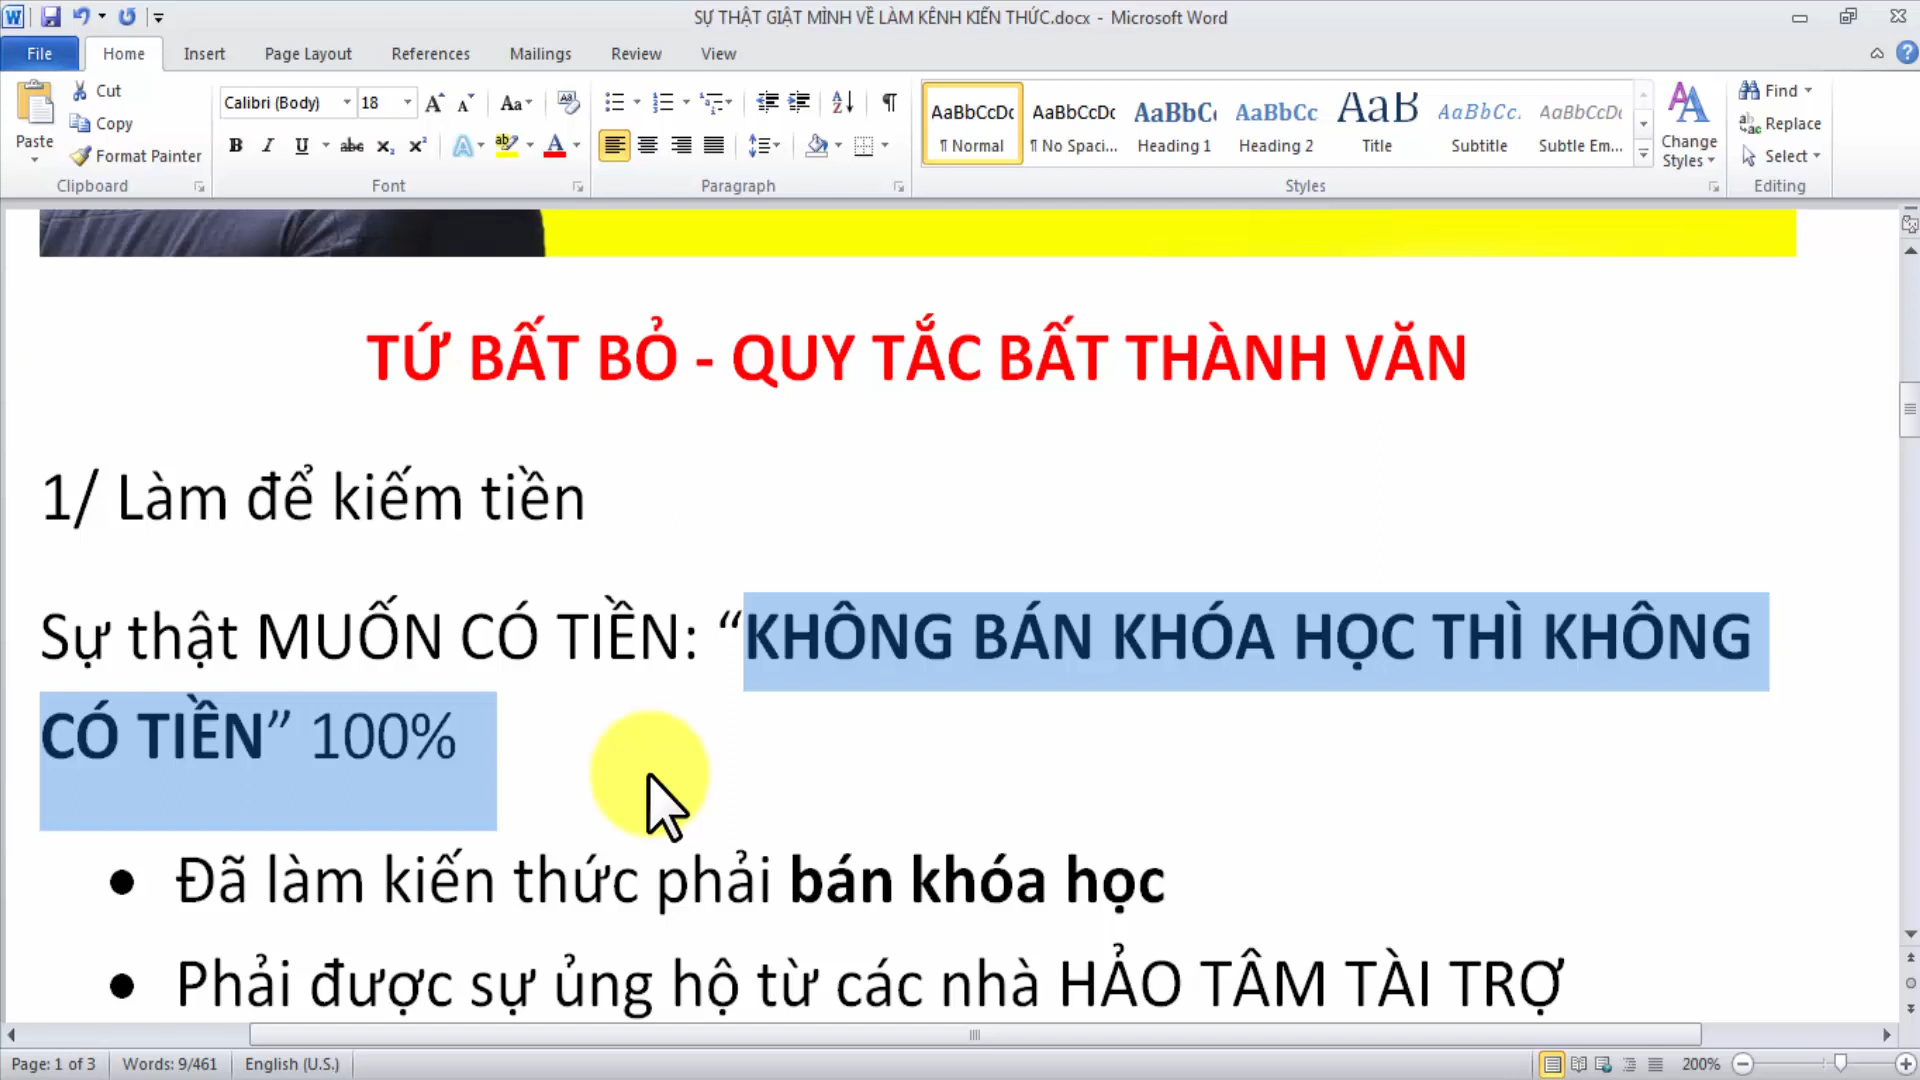 SỰ THẬT GIẬT MÌNH VỀ LÀM KÊNH KIẾN THỨC.docx - Microsoft Word
File Home Insert Page Layout References Mailings Review View
Paste
Cut
Copy
Format Painter
Clipboard
Calibri (Body) 18
Font
Paragraph
AaBbCcDc AaBbCcDc AaBbC AaBbCc AaB AaBbCc. AaBbCcDc
¶ Normal ¶ No Spaci... Heading 1 Heading 2 Title Subtitle Subtle Em...
Styles
Change
Styles
Find
Replace
Select
Editing
TỨ BẤT BỎ - QUY TẮC BẤT THÀNH VĂN
1/ Làm để kiếm tiền
Sự thật MUỐN CÓ TIỀN: “KHÔNG BÁN KHÓA HỌC THÌ KHÔNG
CÓ TIỀN” 100%
• Đã làm kiến thức phải bán khóa học
• Phải được sự ủng hộ từ các nhà HẢO TÂM TÀI TRỢ
Page: 1 of 3 Words: 9/461 English (U.S.) 200%